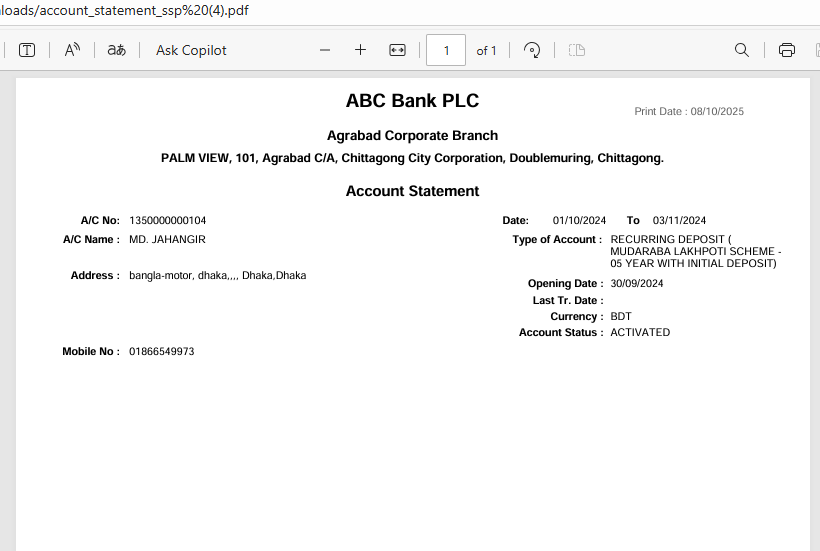 loads/account_statement_ssp%20(4).pdf
Ask Copilot
1 of 1
ABC Bank PLC
Print Date : 08/10/2025
Agrabad Corporate Branch
PALM VIEW, 101, Agrabad C/A, Chittagong City Corporation, Doublemuring, Chittagong.
Account Statement
A/C No: 1350000000104
Date: 01/10/2024 To 03/11/2024
A/C Name : MD. JAHANGIR
Type of Account : RECURRING DEPOSIT (
MUDARABA LAKHPOTI SCHEME -
05 YEAR WITH INITIAL DEPOSIT)
Address : bangla-motor, dhaka,,,, Dhaka,Dhaka
Opening Date : 30/09/2024
Last Tr. Date :
Currency : BDT
Account Status : ACTIVATED
Mobile No : 01866549973